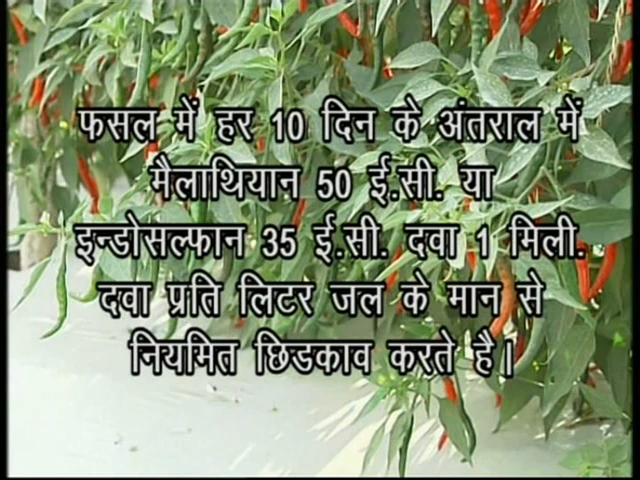 फसल में हर 10 दिन के अंतराल में
मैलाथियान 50 ई.सी. या
इन्डोसल्फान 35 ई.सी. दवा 1 मिली.
दवा प्रति लिटर जल के मान से
नियमित छिडकाव करते है।